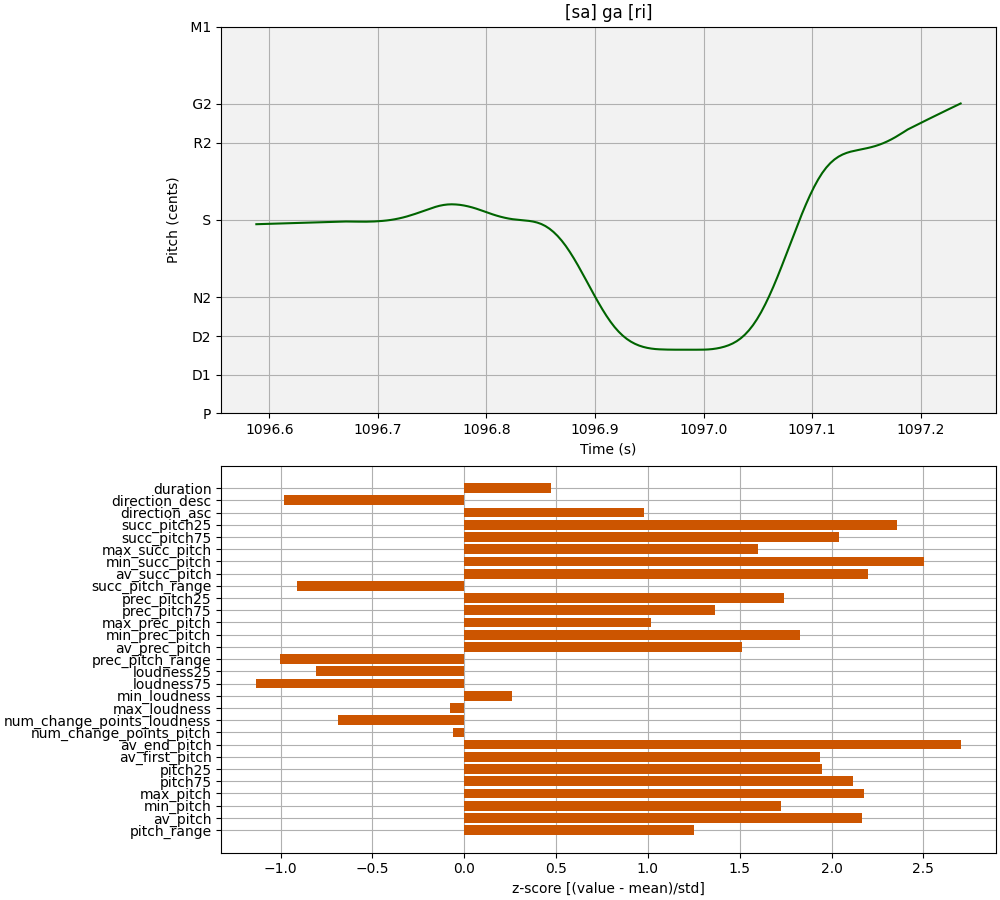 [sa] ga [ri]
M1
G2
R2
S
N2
D2
D1
P
Pitch (cents)
1096.6 1096.7 1096.8 1096.9 1097.0 1097.1 1097.2
Time (s)
duration
direction_desc
direction_asc
succ_pitch25
succ_pitch75
max_succ_pitch
min_succ_pitch
av_succ_pitch
succ_pitch_range
prec_pitch25
prec_pitch75
max_prec_pitch
min_prec_pitch
av_prec_pitch
prec_pitch_range
loudness25
loudness75
min_loudness
max_loudness
num_change_points_loudness
num_change_points_pitch
av_end_pitch
av_first_pitch
pitch25
pitch75
max_pitch
min_pitch
av_pitch
pitch_range
−1.0 −0.5 0.0 0.5 1.0 1.5 2.0 2.5
z-score [(value - mean)/std]